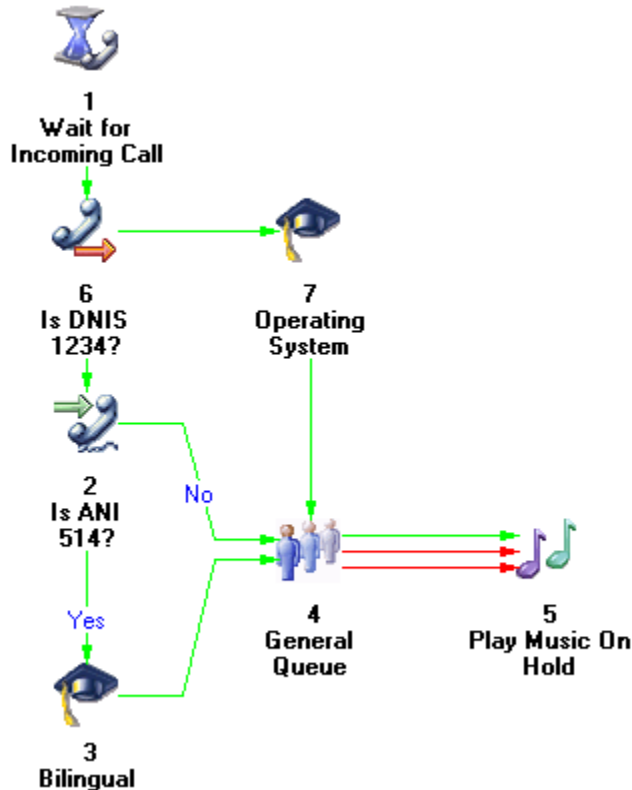 1
Wait for
Incoming Call
6
Is DNIS
1234?
7
Operating
System
2
Is ANI
514?
No
Yes
4
General
Queue
5
Play Music On
Hold
3
Bilingual